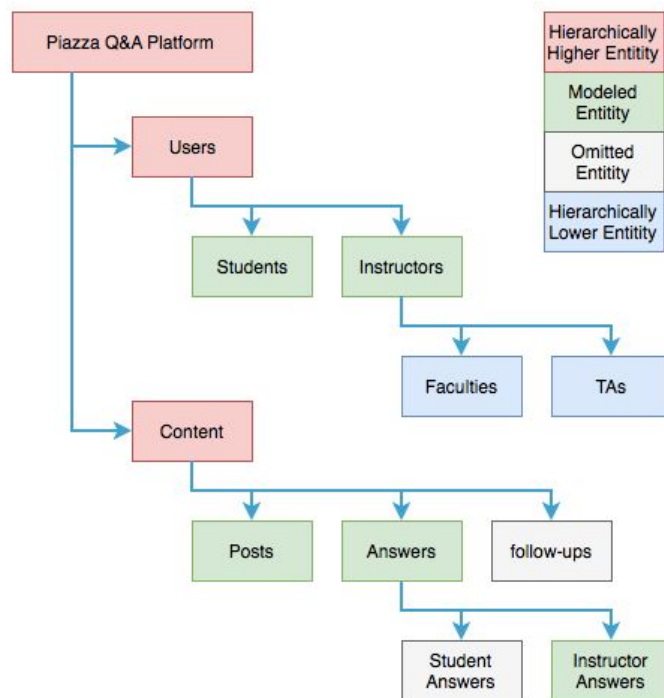 Piazza Q&A Platform
Hierarchically
Higher Entity
Modeled
Entitity
Omitted
Entitity
Hierarchically
Lower Entitity
Users
Students
Instructors
Faculties
TAs
Content
Posts
Answers
follow-ups
Student
Answers
Instructor
Answers